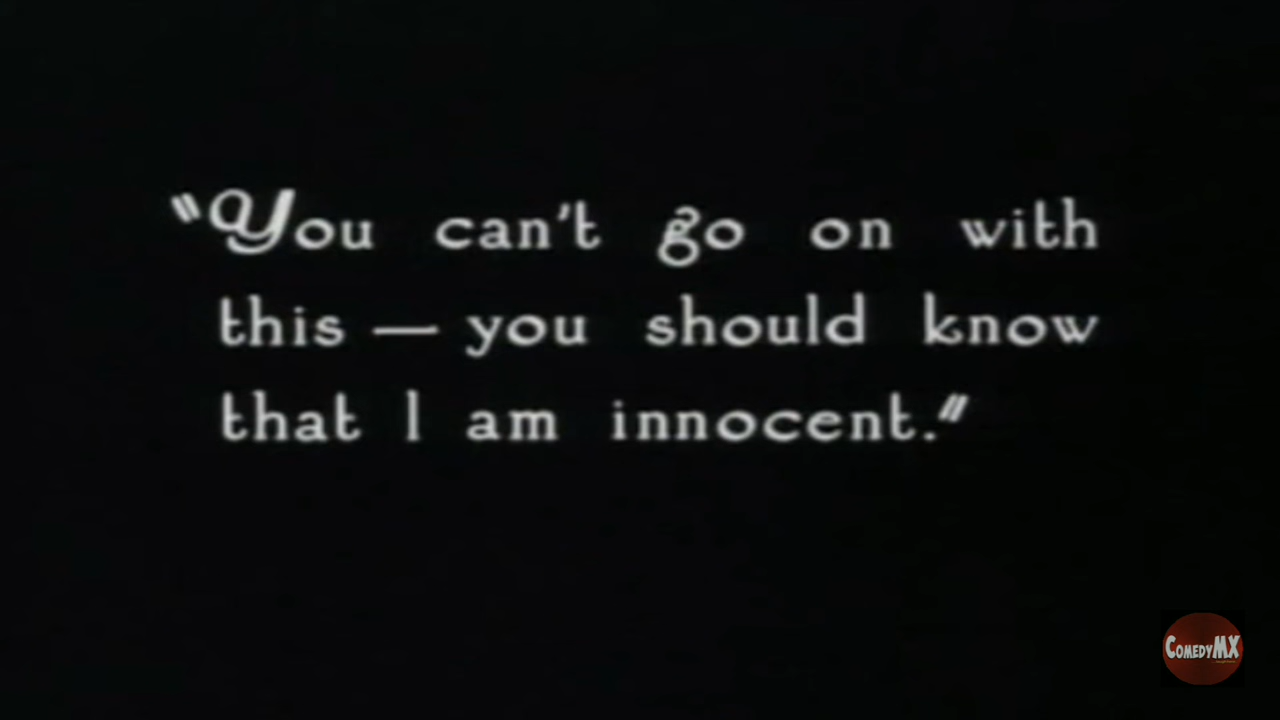 "You can't go on with
this — you should know
that I am innocent."
COMEDYMX